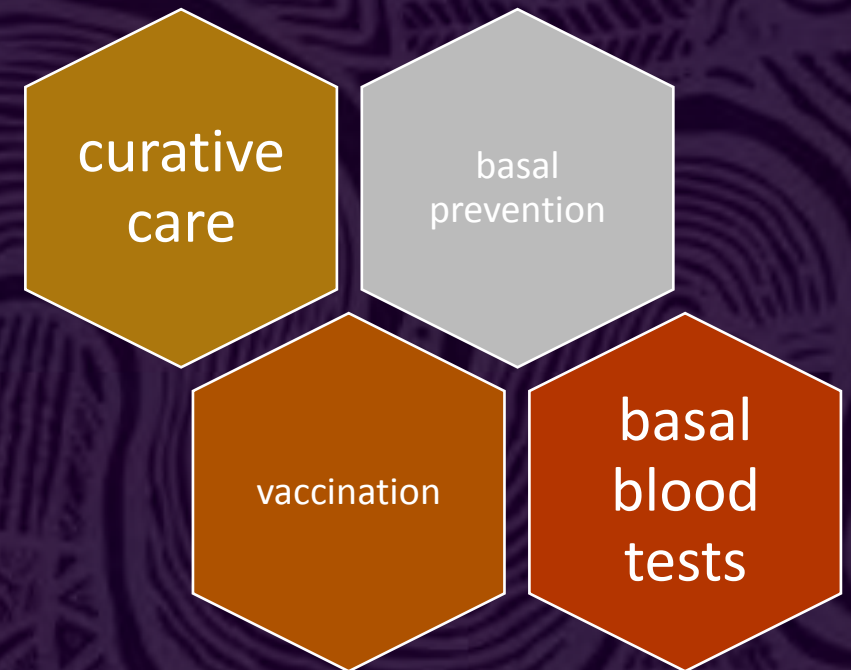 curative
care
basal
prevention
vaccination
basal
blood
tests